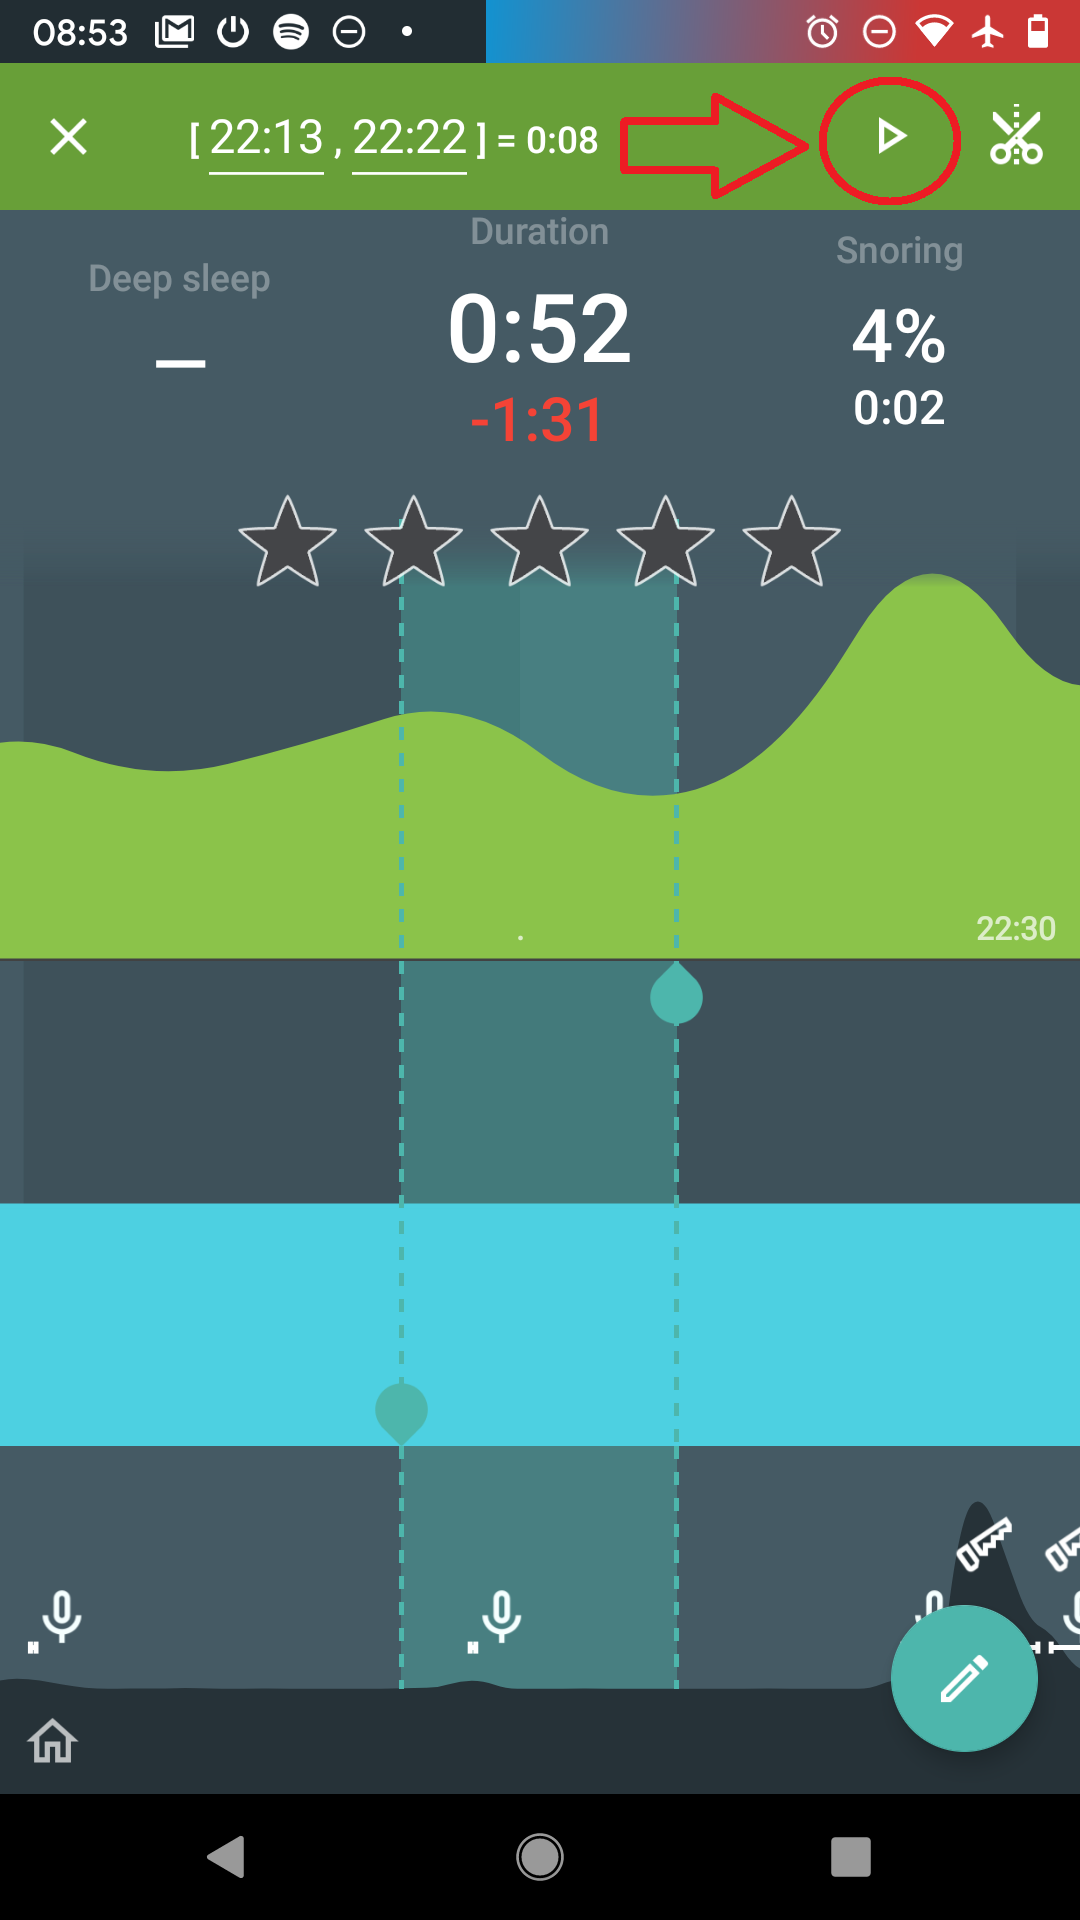 08:53
[ 22:13 , 22:22 ] = 0:08
Deep sleep
Duration
0:52
-1:31
Snoring
4%
0:02
22:30